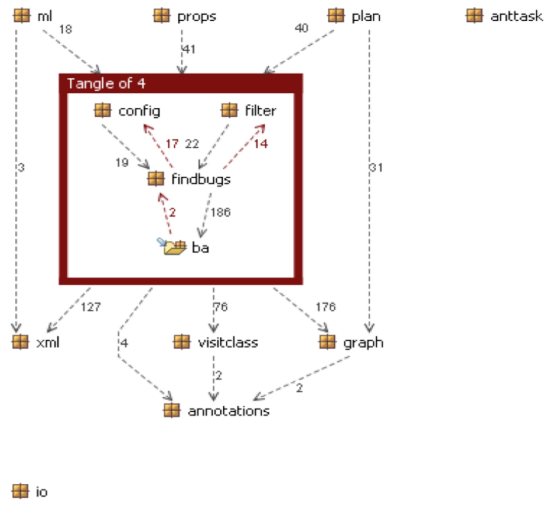 ml
props
plan
anttask
18
41
40
Tangle of 4
config
filter
17
22
14
19
3
31
findbugs
2
186
ba
127
4
76
176
xml
visitclass
graph
2
2
annotations
io